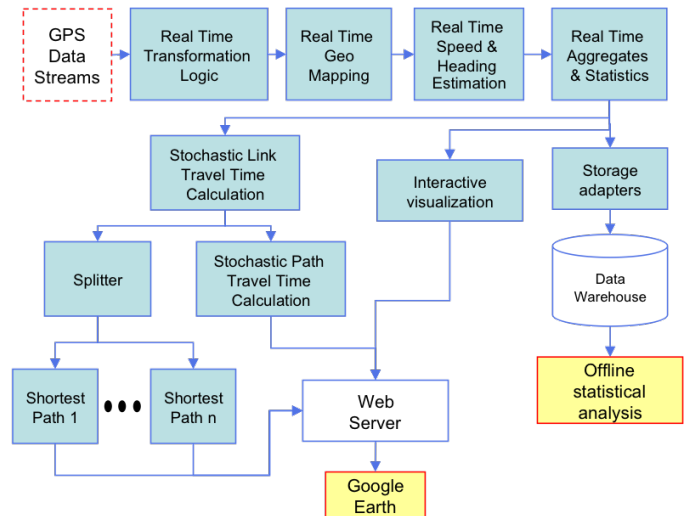 GPS
Data
Streams
Real Time
Transformation
Logic
Real Time
Geo
Mapping
Real Time
Speed &
Heading
Estimation
Real Time
Aggregates
& Statistics
Stochastic Link
Travel Time
Calculation
Interactive
visualization
Storage
adapters
Splitter
Stochastic Path
Travel Time
Calculation
Data
Warehouse
Shortest
Path 1
Shortest
Path n
Web
Server
Offline
statistical
analysis
Google
Earth